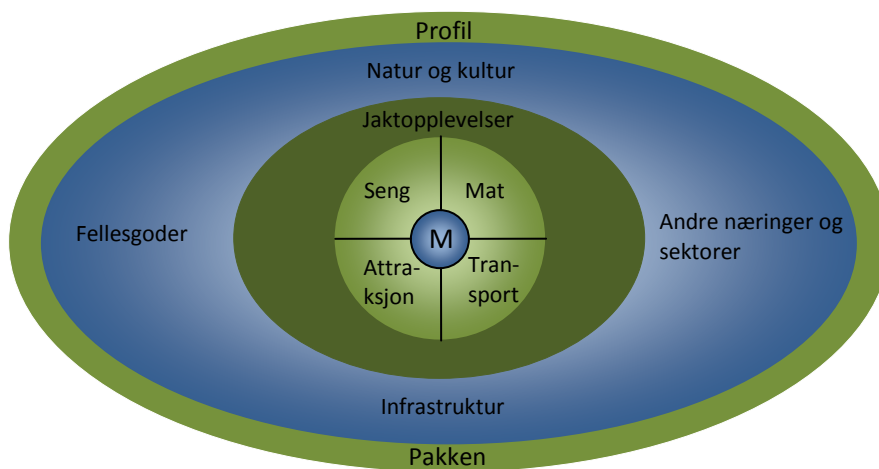 Profil
Natur og kultur
Jaktopplevelser
Seng
Mat
Fellesgoder
M
Andre næringer og
sektorer
Attra-
ksjon
Tran-
sport
Infrastruktur
Pakken